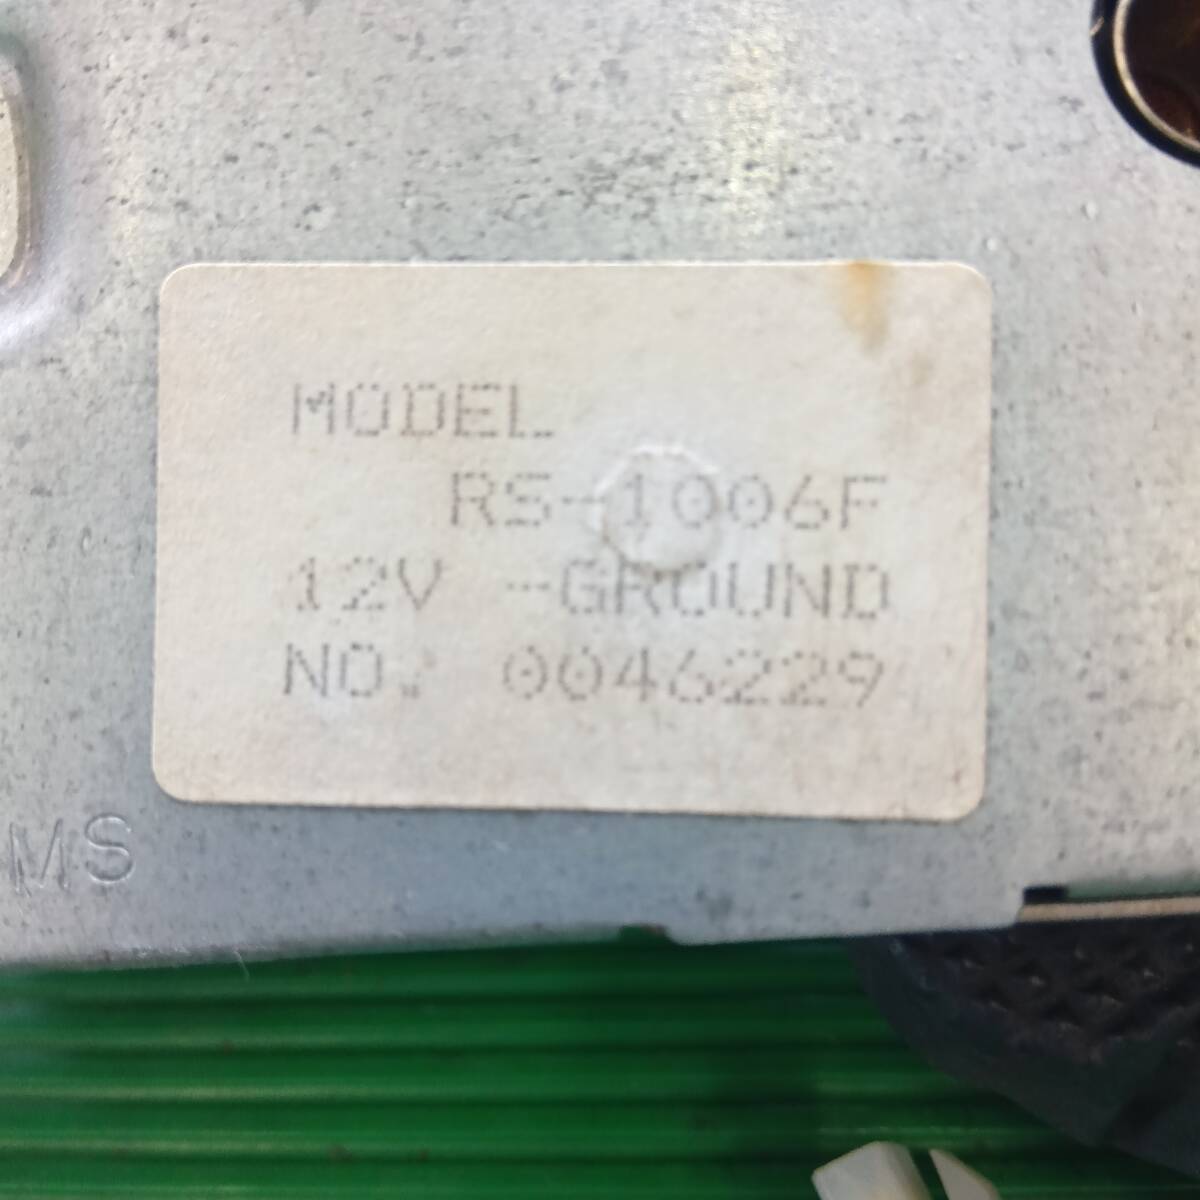 MODEL
RS-1006F
12V -GROUND
NO. 0046229
MS